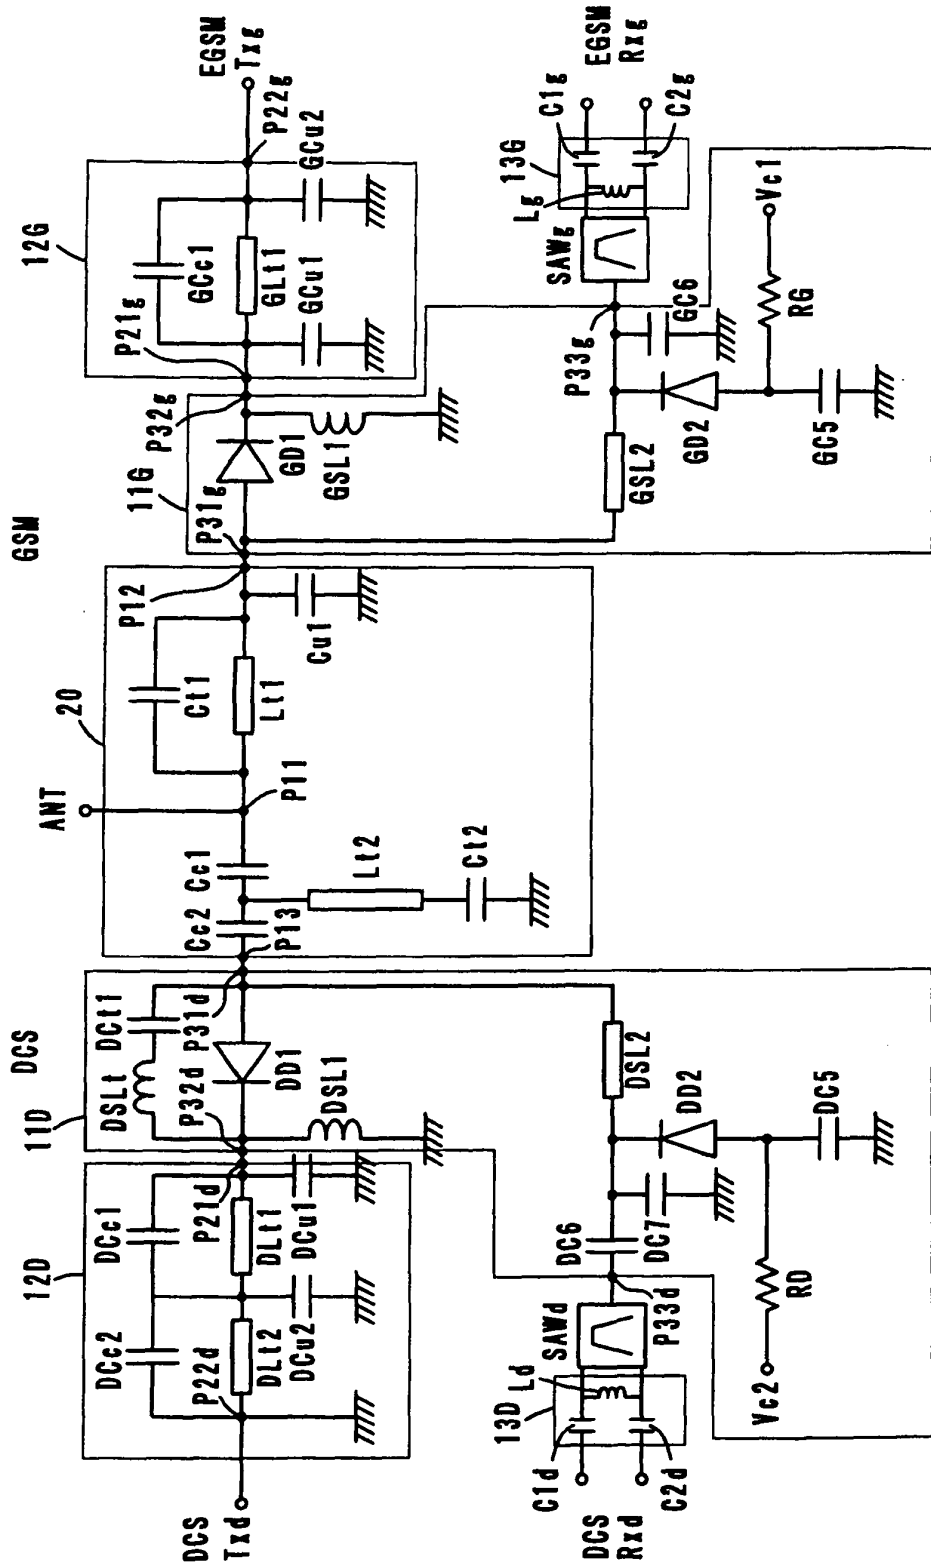 DCS
GSM
ANT
20
11D
11G
12D
12G
DCS
Txd
EGSM
Txg
DCc2
DCc1
DSLt
DCt1
Ct1
GCc1
P22d
P21d
P32d
P31d
P13
P11
P12
P31g
P32g
P21g
P22g
DLt2
DLt1
DD1
Cc2
Cc1
Lt1
GD1
GLt1
DCu2
DCu1
DSL1
Lt2
Ct2
Cu1
GSL1
GCu1
GCu2
DCS
Rxd
C1d
C2d
13D
Ld
SAWd
P33d
DC6
DC7
DSL2
DD2
DC5
RD
Vc2
GSL2
GD2
GC5
GC6
P33g
SAWg
Lg
13G
C1g
C2g
EGSM
Rxg
RG
Vc1